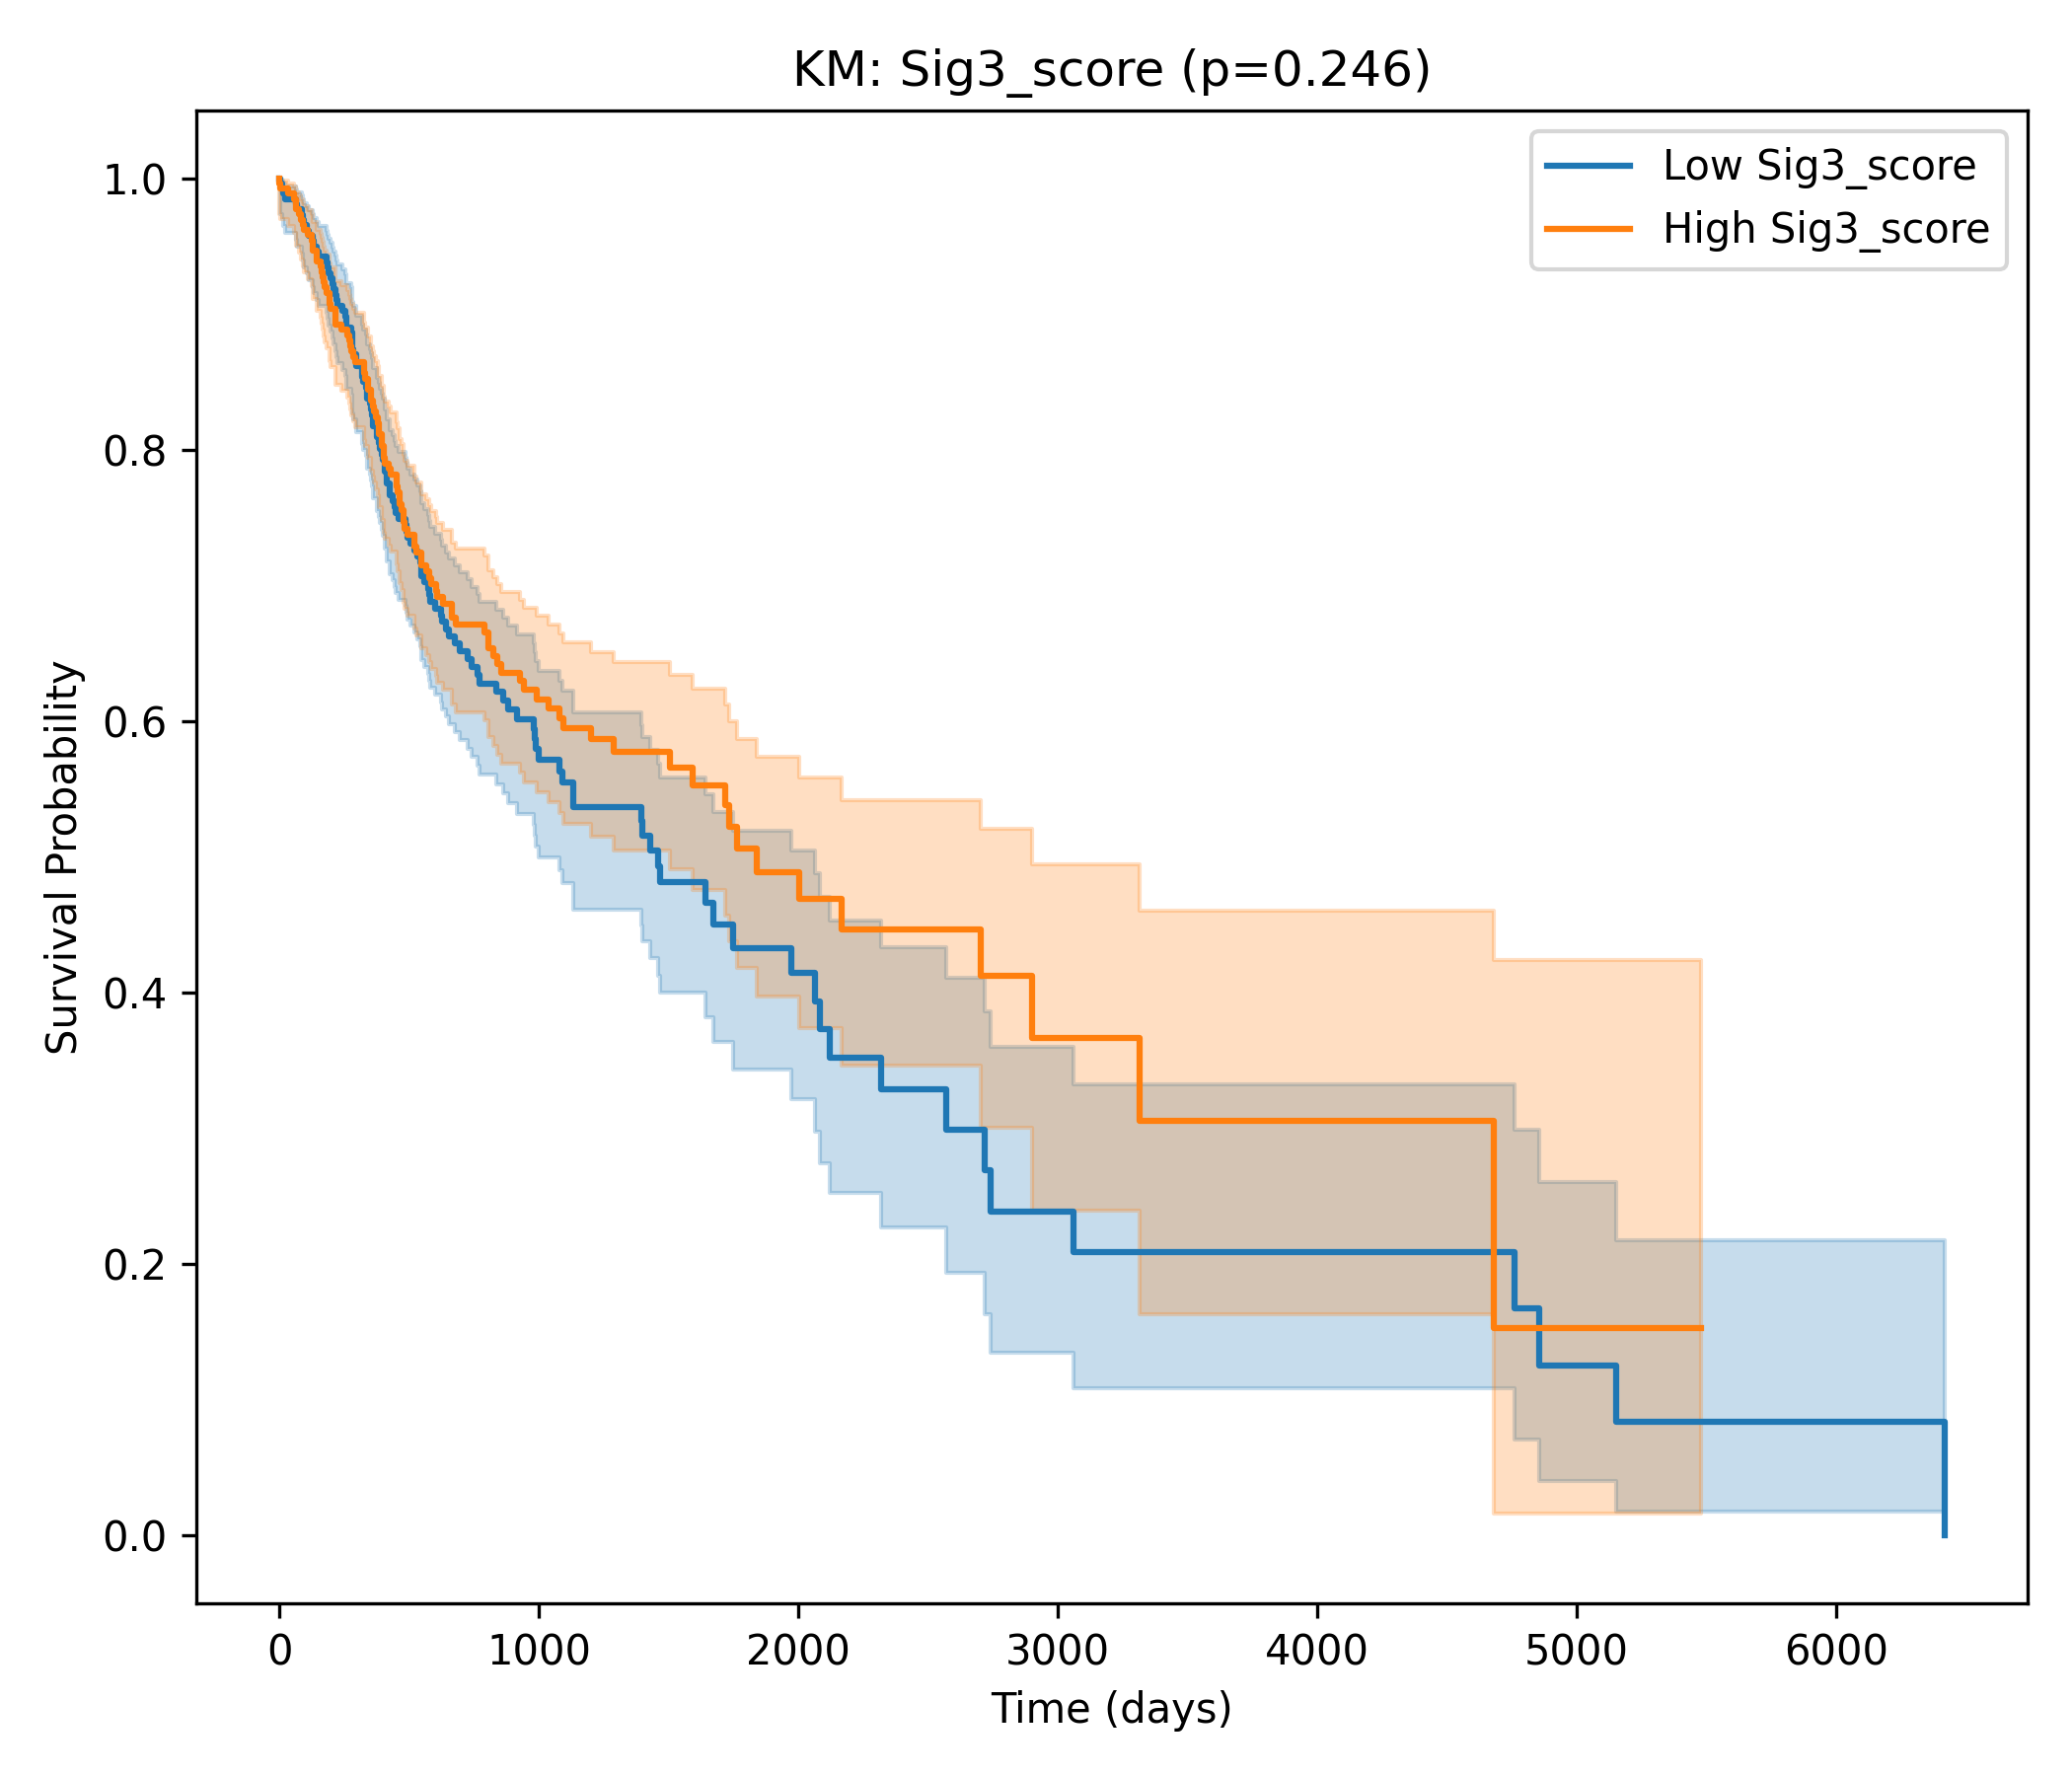 KM: Sig3_score (p=0.246)
Low Sig3_score
High Sig3_score
Survival Probability
1.0
0.8
0.6
0.4
0.2
0.0
0 1000 2000 3000 4000 5000 6000
Time (days)